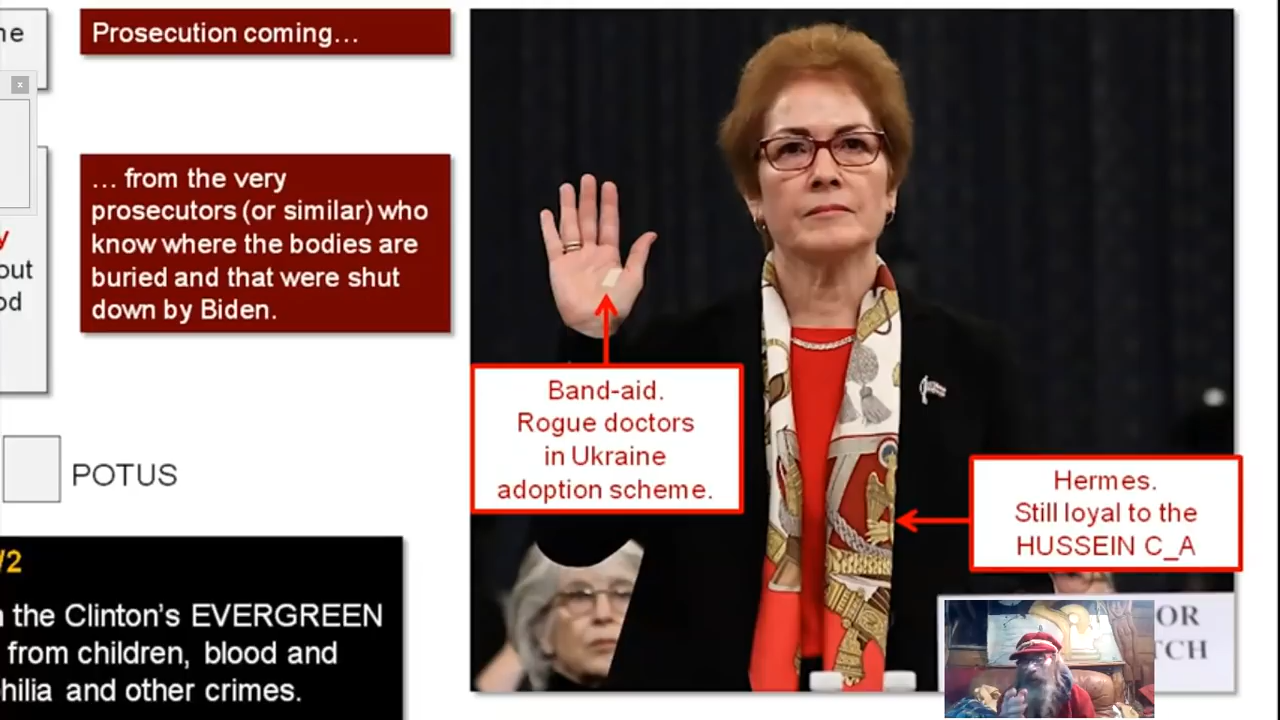 ne
Prosecution coming…
x
… from the very
prosecutors (or similar) who
know where the bodies are
buried and that were shut
down by Biden.
y
out
od
Band-aid.
Rogue doctors
in Ukraine
adoption scheme.
POTUS
Hermes.
Still loyal to the
HUSSEIN C_A
/2
n the Clinton's EVERGREEN
from children, blood and
hilia and other crimes.
OR
TCH